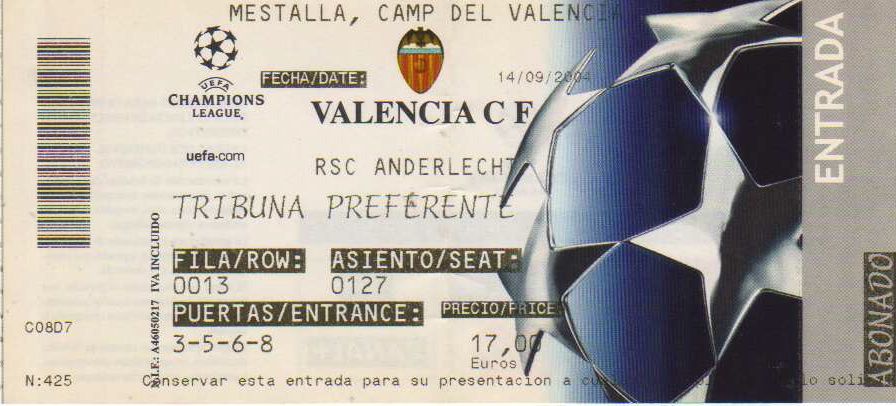 MESTALLA, CAMP DEL VALENCIA
UEFA
CHAMPIONS
LEAGUE®
uefa.com
FECHA/DATE: 14/09/2004
VALENCIA C F
RSC ANDERLECHT
TRIBUNA PREFERENTE
FILA/ROW: ASIENTO/SEAT:
0013 0127
PUERTAS/ENTRANCE: PRECIO/PRICE
3-5-6-8 17,00
Euros
C08D7
N:425
N.I.F.: A46050217 IVA INCLUIDO
Conservar esta entrada para su presentacion a
ENTRADA
ABONADO